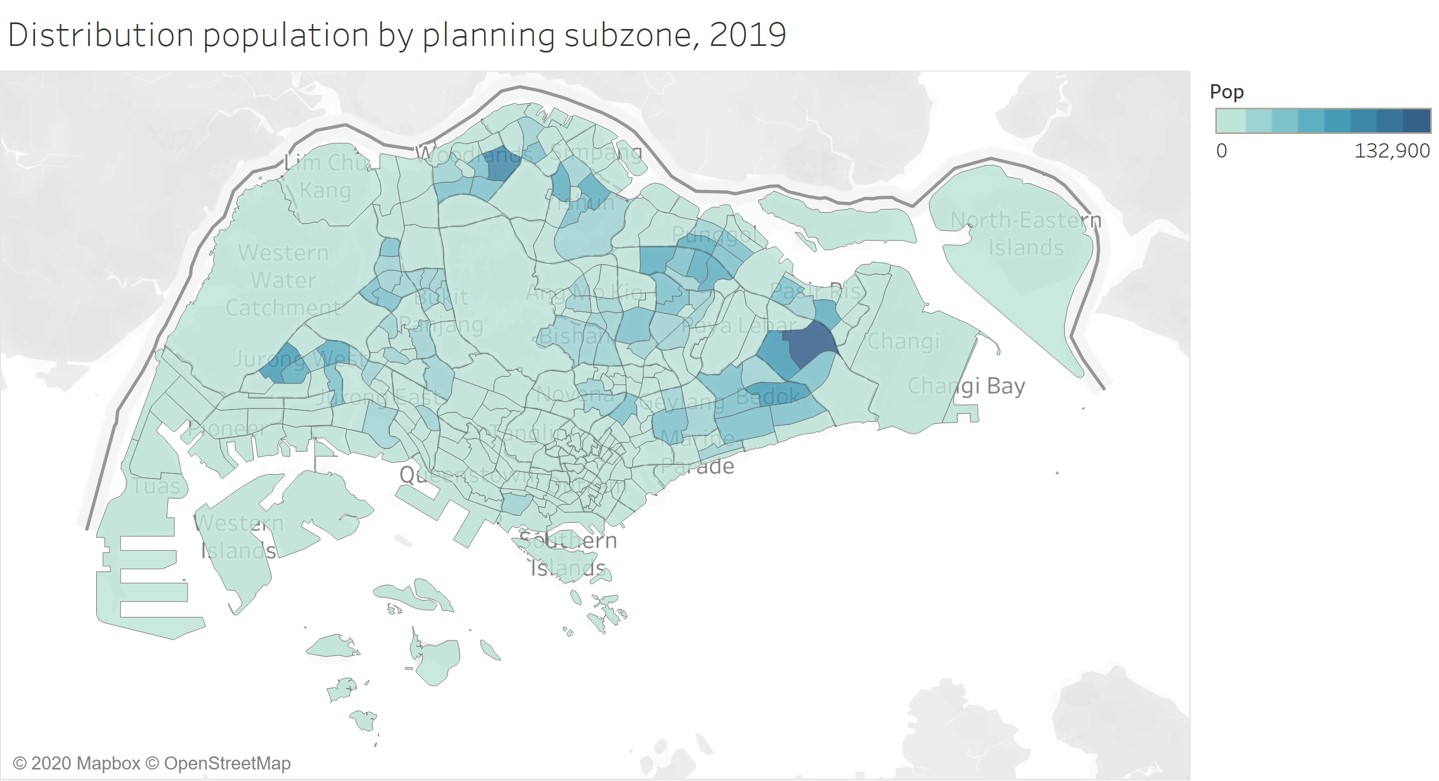 Distribution population by planning subzone, 2019
Pop
0
132,900
Lim Chu
Kang
Woodlands
Yishun
North-Eastern
Islands
Punggol
Western
Water
Catchment
Bukit
Panjang
Ang Mo Kio
Pasir Ris
Paya Lebar
Bishan
Changi
Jurong West
Changi Bay
Jurong East
Novena
Geylang
Bedok
Pioneer
Tanglin
Marine
Parade
Queenstown
Tuas
Western
Islands
Southern
Islands
© 2020 Mapbox © OpenStreetMap